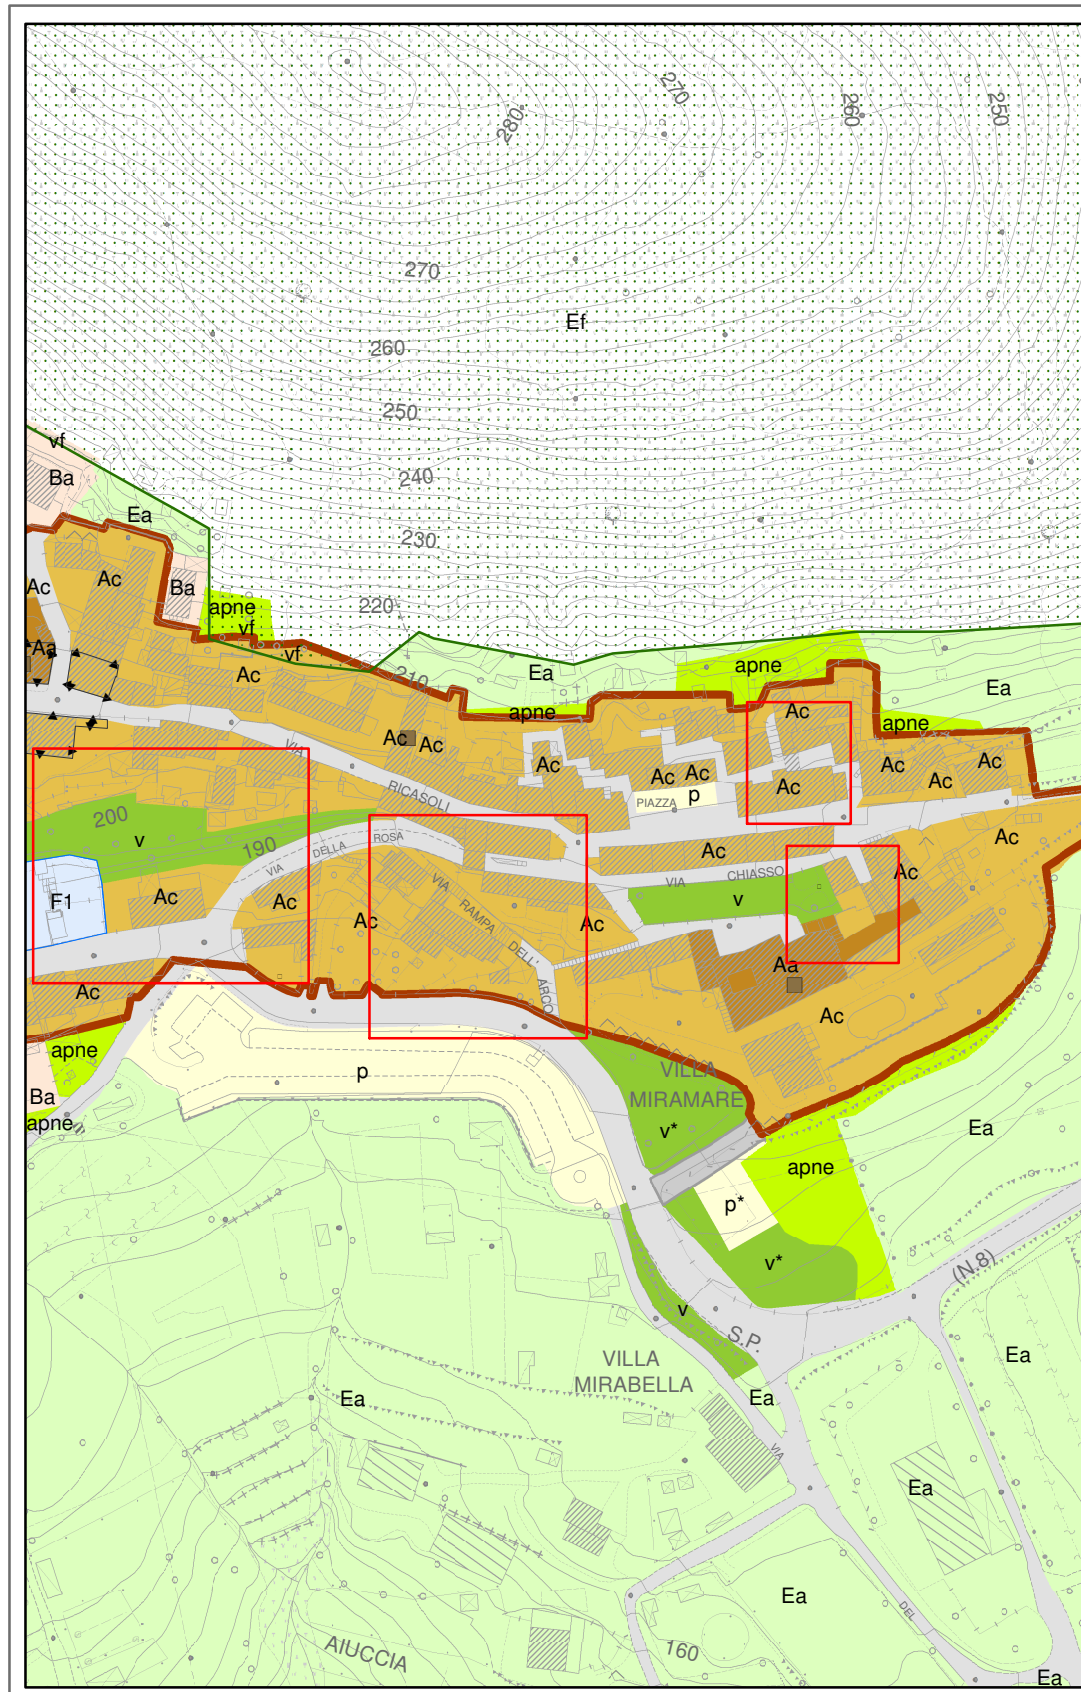 270
280
260
250
270
Ef
260
250
240
230
220
210
vf
Ba
Ea
Ac
Ac
Ba
apne
vf
vf
Aa
Ac
Ea
apne
apne
Ea
apne
Ac
Ac
Ac
Ac
Ac
Ac
PIAZZA
p
Ac
Ac
Ac
Ac
VIA
RICASOLI
200
v
190
VIA
DELLA
ROSA
Ac
Ac
VIA
CHIASSO
Ac
v
F1
Ac
Ac
Ac
VIA
RAMPA
DELL'
ARCO
Ac
Aa
Ac
Ac
apne
Ba
apne
p
VILLA
MIRAMARE
v*
Ea
apne
p*
v*
(N.8)
v
S.P.
VILLA
MIRABELLA
Ea
Ea
Ea
VIA
Ea
Ea
DEL
AIUCCIA
160
Ea